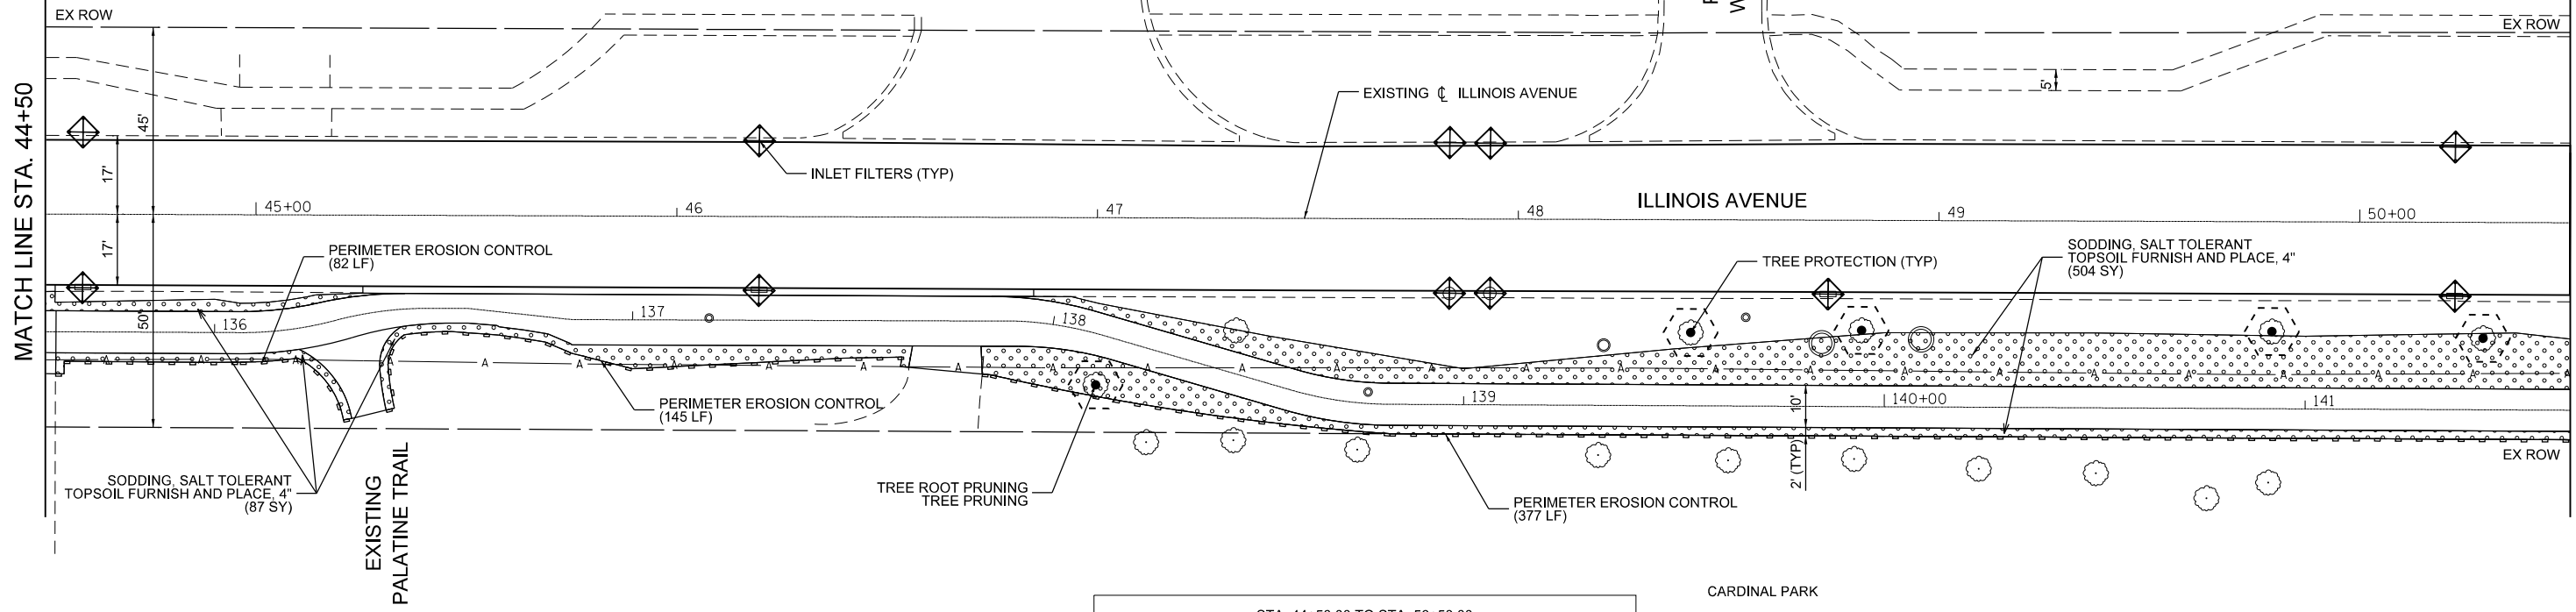 EX ROW
EX ROW
MATCH LINE STA. 44+50
45'
5'
EXISTING ℄ ILLINOIS AVENUE
17'
INLET FILTERS (TYP)
ILLINOIS AVENUE
45+00
46
47
48
49
50+00
17'
PERIMETER EROSION CONTROL
(82 LF)
TREE PROTECTION (TYP)
SODDING, SALT TOLERANT
TOPSOIL FURNISH AND PLACE, 4"
(504 SY)
50'
136
137
138
139
140+00
141
A A A A A A A A A A A A A A A A A A A A A A A A A A A
10'
2' (TYP)
PERIMETER EROSION CONTROL
(145 LF)
EX ROW
SODDING, SALT TOLERANT
TOPSOIL FURNISH AND PLACE, 4"
(87 SY)
EXISTING
PALATINE TRAIL
TREE ROOT PRUNING
TREE PRUNING
PERIMETER EROSION CONTROL
(377 LF)
CARDINAL PARK